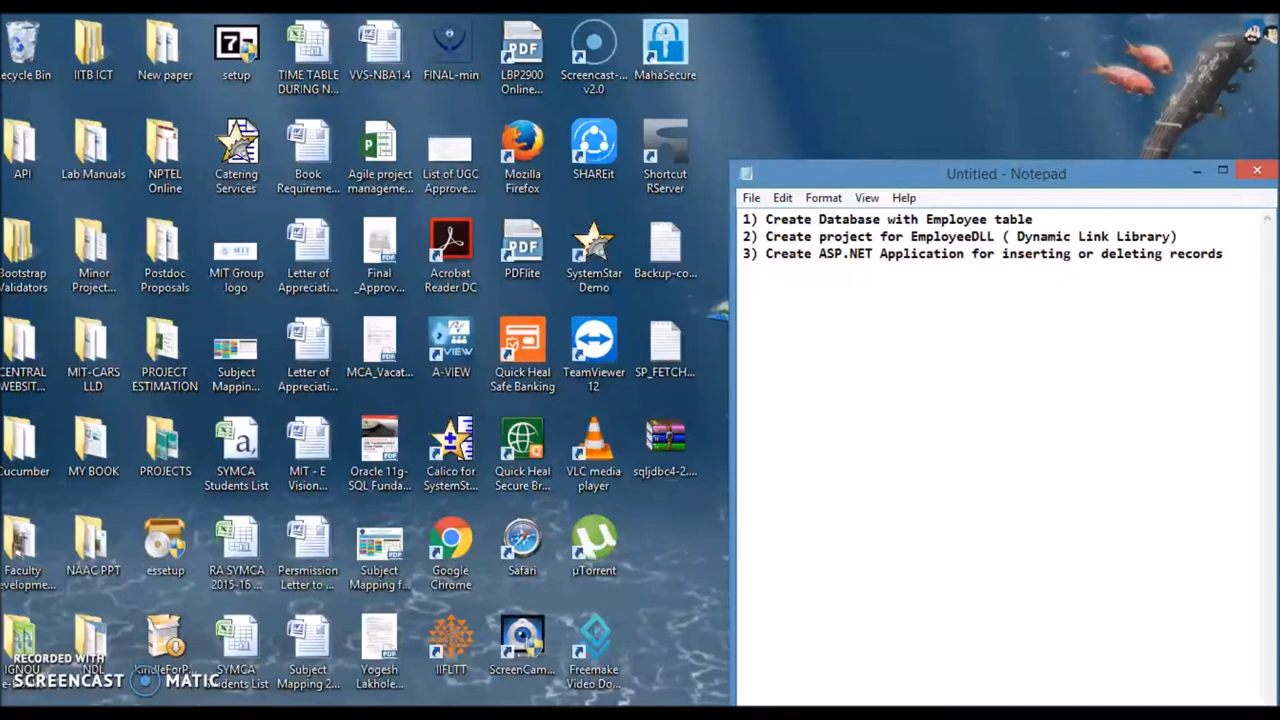 ecycle Bin
IITB ICT
New paper
setup
TIME TABLE
DURING N...
VVS-NBA1.4
FINAL-min
PDF
LBP2900
Online...
Screencast-...
v2.0
MahaSecure
API
Lab Manuals
NPTEL
Online
Catering
Services
Book
Requireme...
Agile project
manageme...
List of UGC
Approve...
Mozilla
Firefox
SHAREit
Shortcut
RServer
Bootstrap
Validators
Minor
Project...
Postdoc
Proposals
MIT Group
logo
Letter of
Appreciati...
Final
_Approv...
Acrobat
Reader DC
PDF
PDFlite
SystemStar
Demo
Backup-co...
CENTRAL
WEBSIT...
MIT-CARS
LLD
PROJECT
ESTIMATION
Subject
Mappin...
Letter of
Appreciati...
MCA_Vacat...
VIEW
A-VIEW
Quick Heal
Safe Banking
TeamViewer
12
SP_FETCH...
Cucumber
MY BOOK
PROJECTS
SYMCA
Students List
MIT - E
Vision...
Oracle 11g-
SQL Funda...
Calico for
SystemSt...
Quick Heal
Secure Br...
VLC media
player
sqljdbc4-2....
Faculty
evelopme...
NAAC PPT
essetup
RA SYMCA
2015-16 ...
Persmission
Letter to ...
Subject
Mapping f...
Google
Chrome
Safari
µTorrent
IGNOU
NDL
KindleForP...
SYMCA
Students List
Subject
Mapping 2...
Yogesh
Lakhole...
IIFLTT
ScreenCam...
Freemake
Video Do...
RECORDED WITH
SCREENCAST MATIC
Untitled - Notepad
File Edit Format View Help
1) Create Database with Employee table
2) Create project for EmployeeDLL ( Dynamic Link Library)
3) Create ASP.NET Application for inserting or deleting records